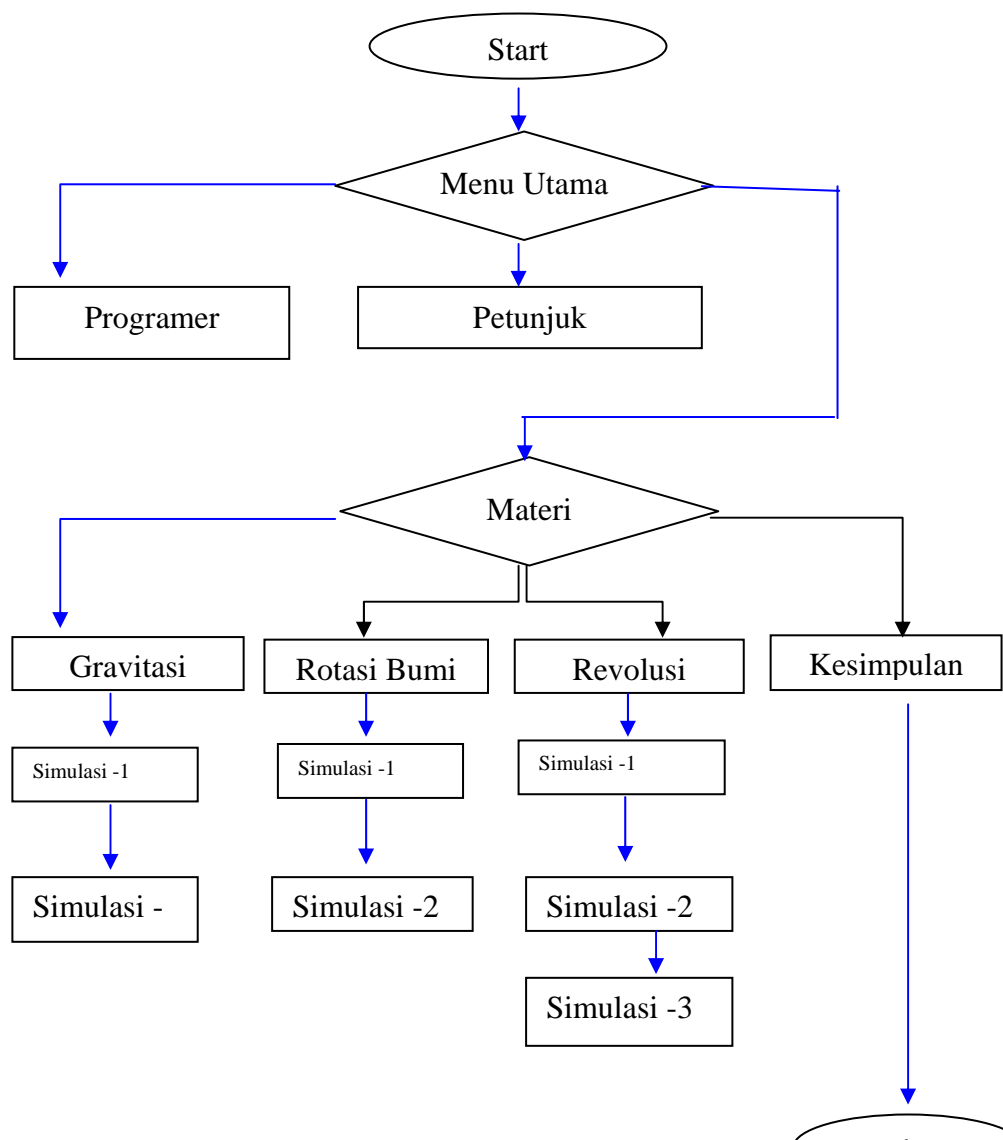 Start
Menu Utama
Programer
Petunjuk
Materi
Gravitasi
Rotasi Bumi
Revolusi
Kesimpulan
Simulasi -1
Simulasi -1
Simulasi -1
Simulasi -
Simulasi -2
Simulasi -2
Simulasi -3